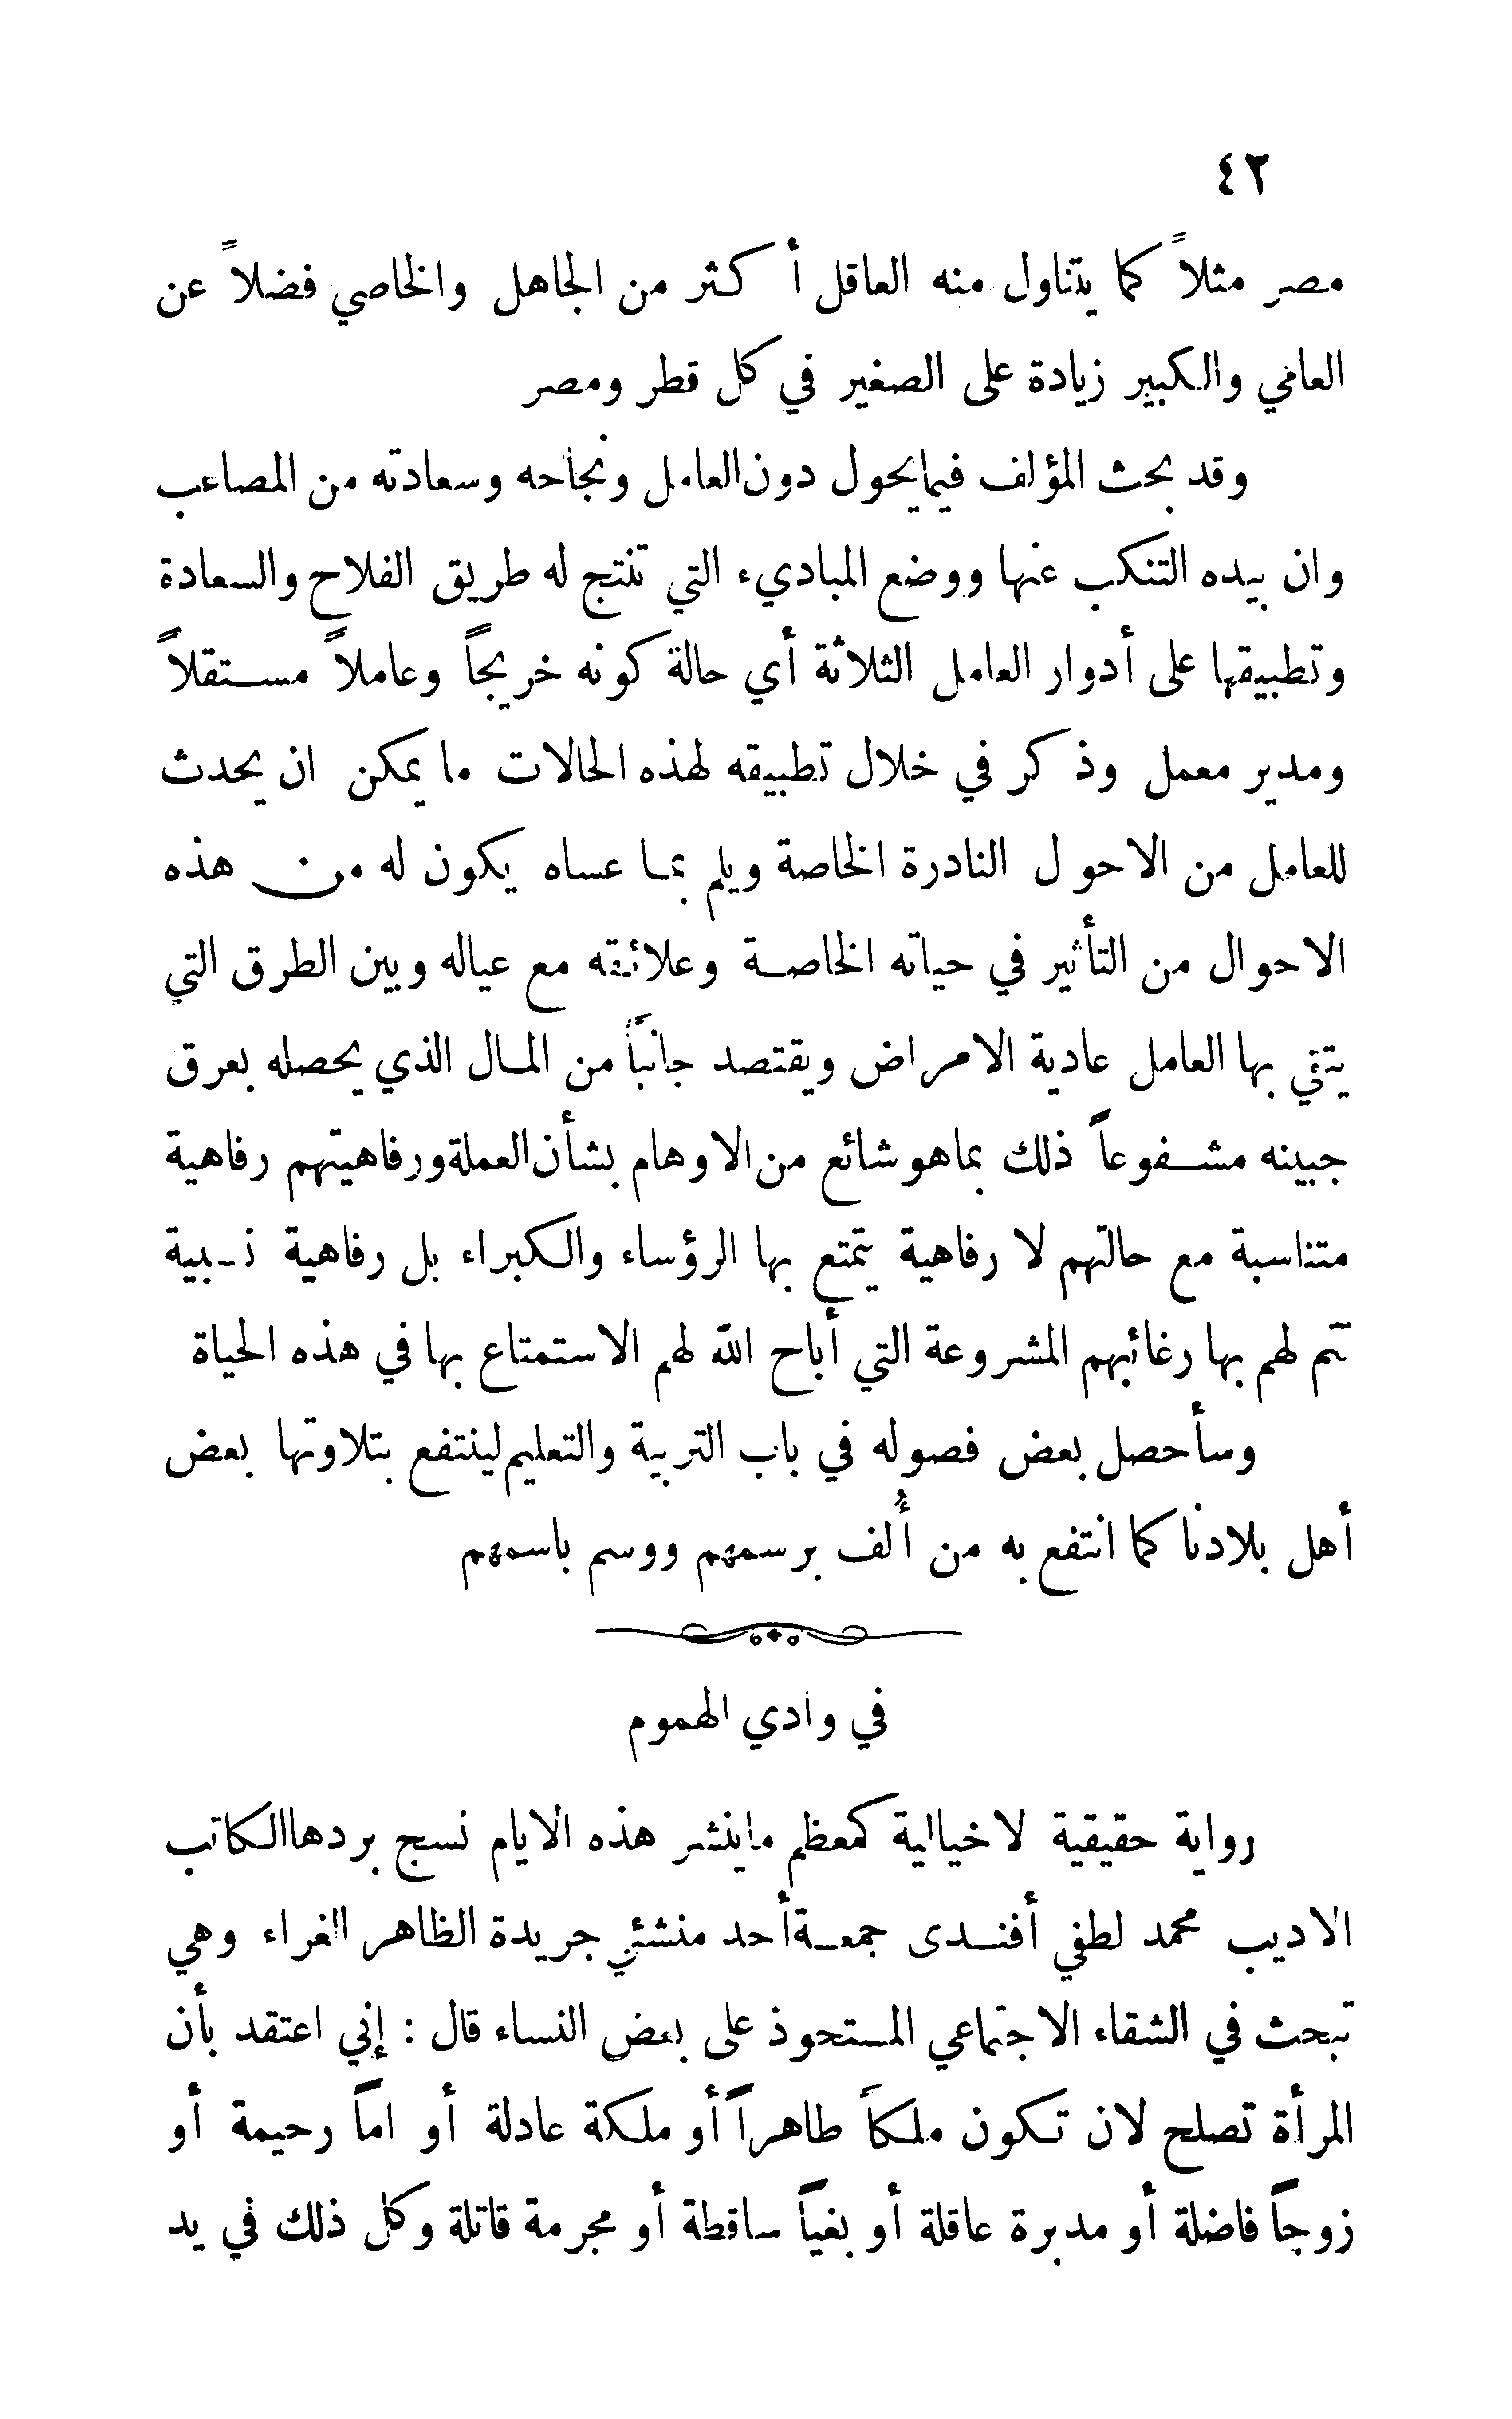 ٤٢
مصر مثلاً كما يتناول منه العاقل أكثر من الجاهل والخاصي فضلاً عن
العامي والكبير زيادة على الصغير في كل قطر ومصر
وقد بحث المؤلف فيما يحول دون العامل ونجاحه وسعادته من المصاعب
وان بيده التنكب عنها ووضع المباديء التي تنتج له طريق الفلاح والسعادة
وتطبيقها على أدوار العامل الثلاثة أي حالة كونه خريجاً وعاملاً مستقلاً
ومدير معمل وذكر في خلال تطبيقه لهذه الحالات ما يمكن ان يحدث
للعامل من الاحول النادرة الخاصة ويلم بما عساه يكون له من هذه
الاحوال من التأثير في حياته الخاصة وعلائقه مع عياله وبين الطرق التي
يتقي بها العامل عادية الامراض ويقتصد جانباً من المال الذي يحصله بعرق
جبينه مشفوعاً ذلك بما هو شائع من الاوهام بشأن العملة ورفاهيتهم رفاهية
متناسبة مع حالتهم لا رفاهية يتمتع بها الرؤساء والكبراء بل رفاهية
تتم لهم بها رغائبهم المشروعة التي أباح الله لهم الاستمتاع بها في هذه الحياة
وسأحصل بعض فصوله في باب التربية والتعليم لينتفع بتلاوتها بعض
أهل بلادنا كما انتفع به من أُلف برسمهم ووسم باسمهم
في وادي الهموم
رواية حقيقية لا خيالية كمعظم ما ينشر هذه الايام نسج بردها الكاتب
الاديب محمد لطفي أفندى جمعة أحد منشئي جريدة الظاهر الغراء وهي
تبحث في الشقاء الاجتماعي المستحوذ على بعض النساء قال : إني اعتقد بأن
المرأة تصلح لان تكون ملكاً طاهراً أو ملكة عادلة أو اماً رحيمة أو
زوجاً فاضلة أو مدبرة عاقلة أو بغياً ساقطة أو مجرمة قاتلة وكل ذلك في يد